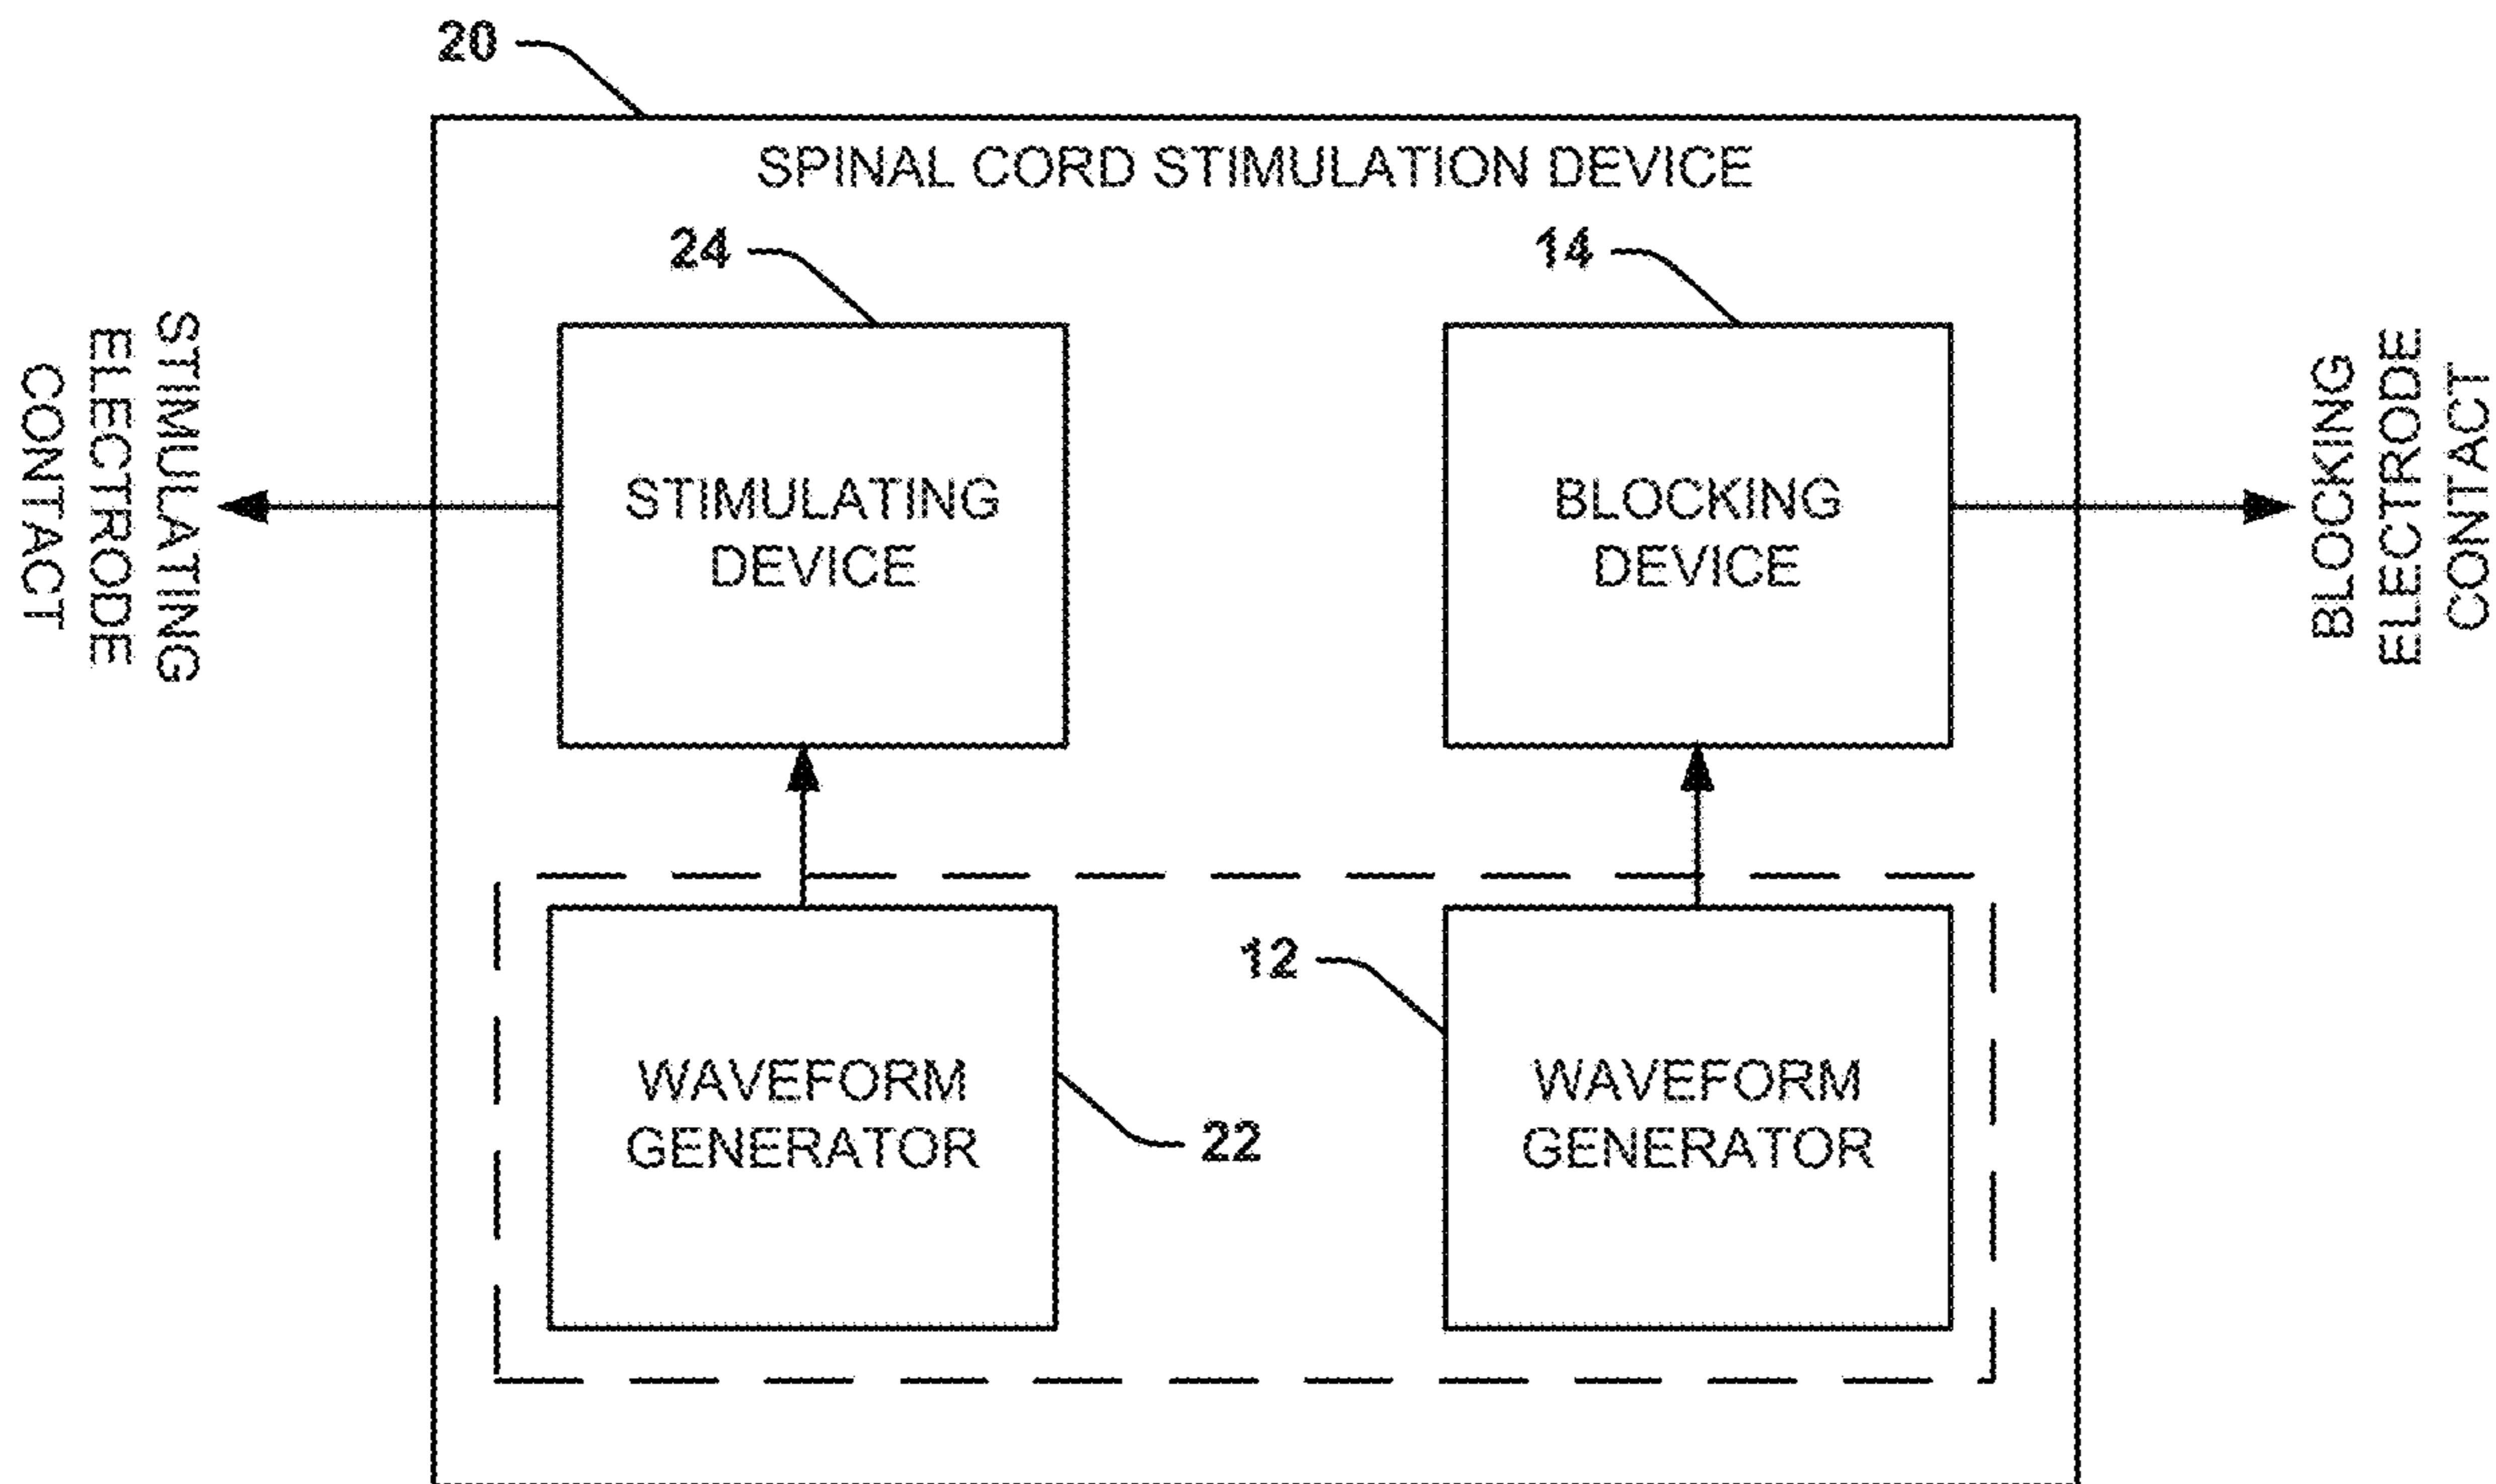 20
SPINAL CORD STIMULATION DEVICE
24
14
STIMULATING
ELECTRODE
CONTACT
STIMULATING
DEVICE
BLOCKING
DEVICE
BLOCKING
ELECTRODE
CONTACT
12
WAVEFORM
GENERATOR
22
WAVEFORM
GENERATOR